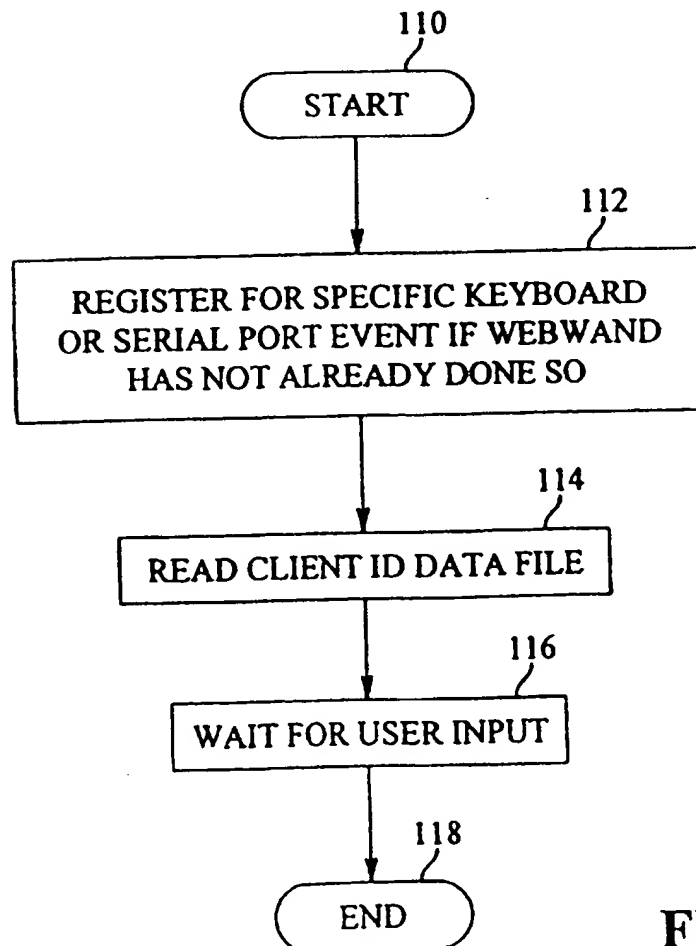 110
START
112
REGISTER FOR SPECIFIC KEYBOARD
OR SERIAL PORT EVENT IF WEBWAND
HAS NOT ALREADY DONE SO
114
READ CLIENT ID DATA FILE
116
WAIT FOR USER INPUT
118
END